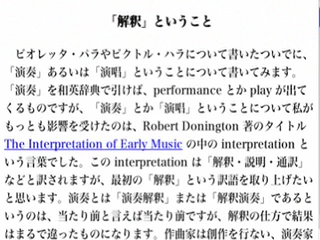 「解釈」ということ
ビオレッタ・パラやビクトル・ハラについて書いたついでに、
「演奏」あるいは「演唱」ということについて書いてみます。
「演奏」を和英辞典で引けば、performance とか play が出て
くるものですが、「演奏」とか「演唱」ということについて私が
もっとも影響を受けたのは、Robert Donington 著のタイトル
The Interpretation of Early Music の中の interpretation と
いう言葉でした。この interpretation は「解釈・説明・通訳」
などと訳されますが、最初の「解釈」という訳語を取り上げたい
と思います。演奏とは「演奏解釈」または「解釈演奏」であると
いうのは、当たり前と言えば当たり前ですが、解釈の仕方で結果
はまるで違ったものになります。作曲家は創作を行ない、演奏家